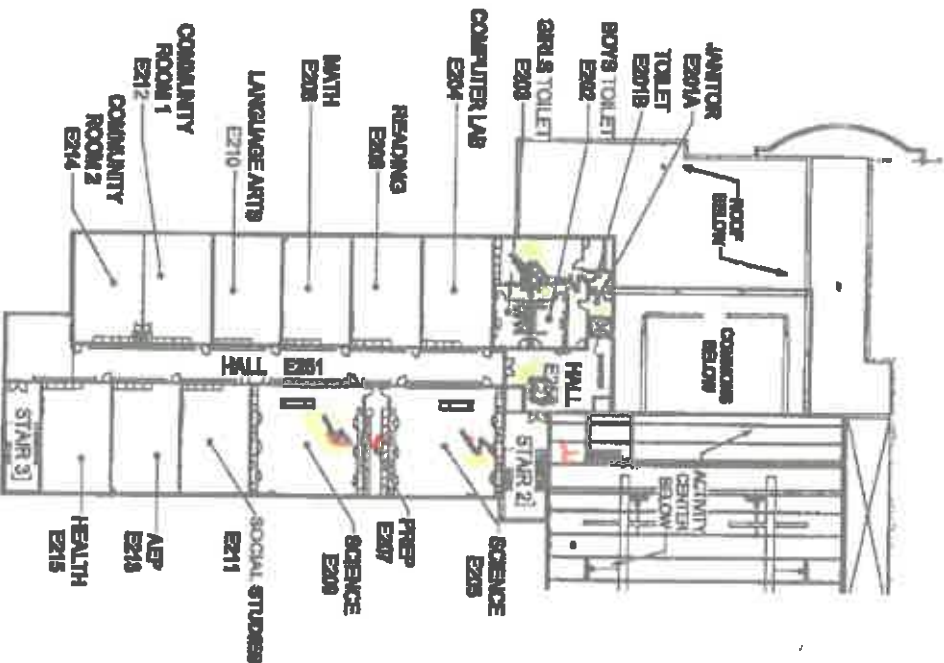 ACTIVITY
CENTER
BELOW
SCIENCE
E205
PREP
E207
SCIENCE
E209
SOCIAL STUDIES
E211
AEP
E213
HEALTH
E215
STAIR 2
STAIR 3
COMMONS
BELOW
ROOF
BELOW
HALL
HALL E251
JANITOR
E201A
TOILET
E201B
BOYS TOILET
E202
GIRLS TOILET
E203
COMPUTER LAB
E204
READING
E206
MATH
E208
LANGUAGE ARTS
E210
COMMUNITY
ROOM 1
E212
COMMUNITY
ROOM 2
E214